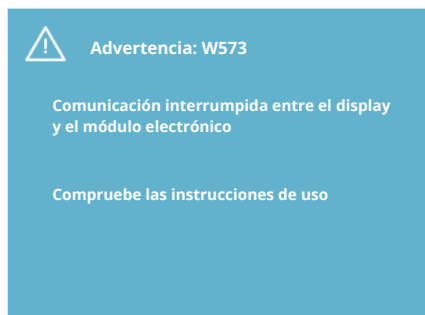 Advertencia: W573
Comunicación interrumpida entre el display
y el módulo electrónico
Compruebe las instrucciones de uso